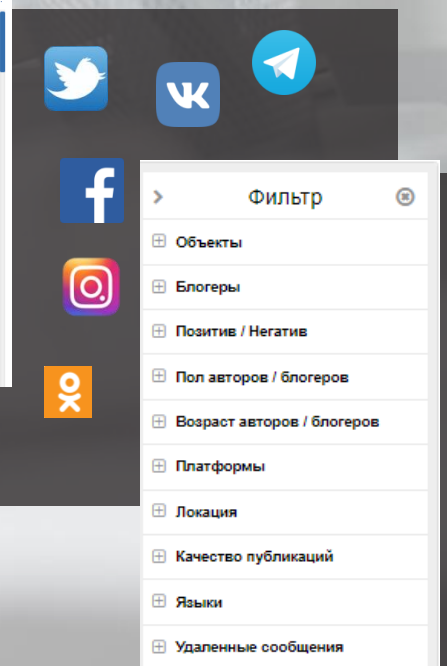 Фильтр
Объекты
Блогеры
Позитив / Негатив
Пол авторов / блогеров
Возраст авторов / блогеров
Платформы
Локация
Качество публикаций
Языки
Удаленные сообщения